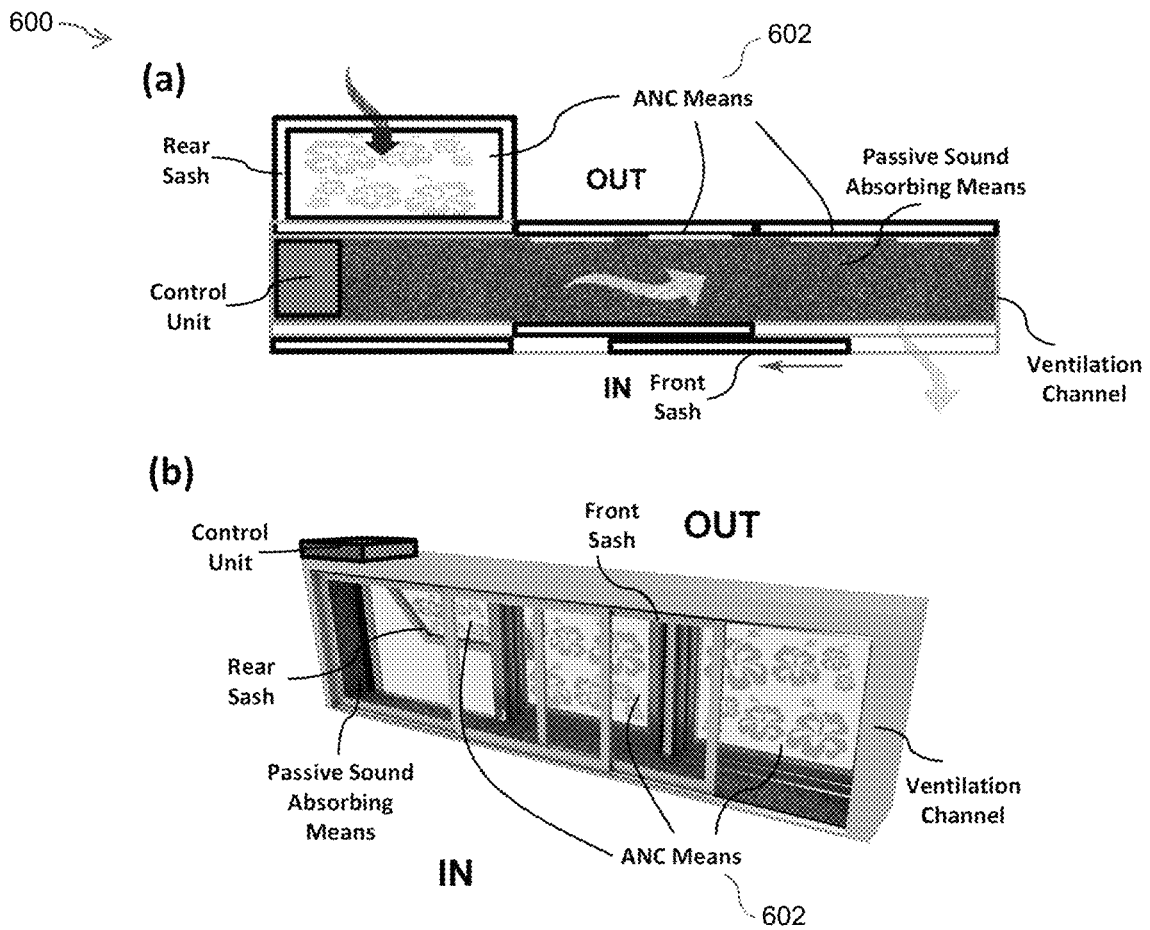 600
602
(a)
ANC Means
Rear
Sash
OUT
Passive Sound
Absorbing Means
Control
Unit
Ventilation
Channel
IN
Front
Sash
(b)
Front
Sash
OUT
Control
Unit
Rear
Sash
Passive Sound
Absorbing
Means
Ventilation
Channel
ANC Means
IN
602